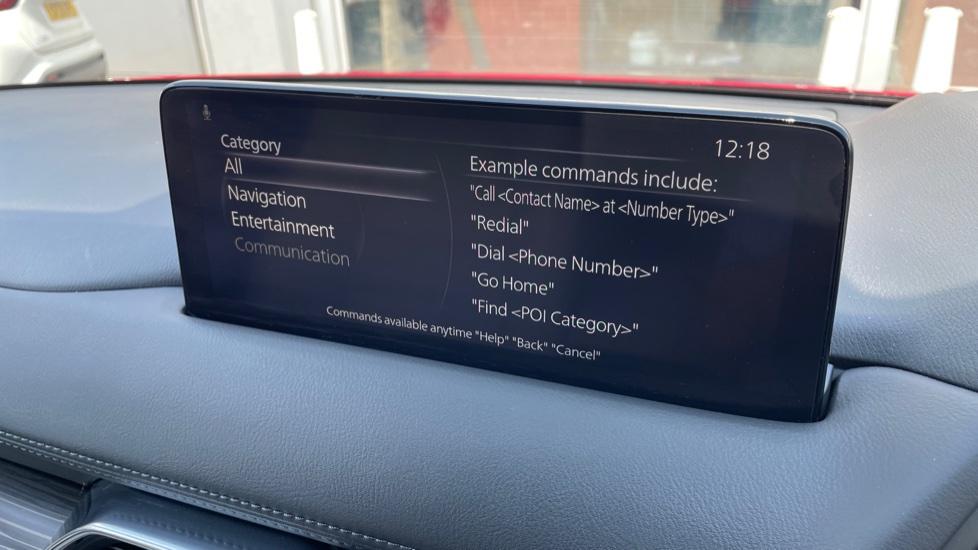 Category
All
Navigation
Entertainment
Communication
12:18
Example commands include:
"Call <Contact Name> at <Number Type>"
"Redial"
"Dial <Phone Number>"
"Go Home"
"Find <POI Category>"
Commands available anytime "Help" "Back" "Cancel"